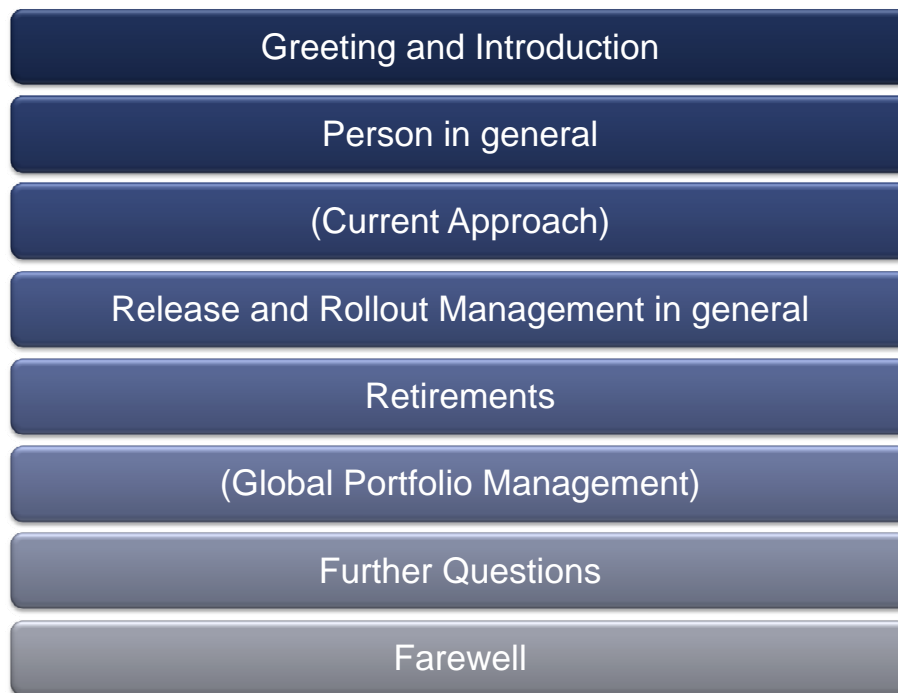 Greeting and Introduction
Person in general
(Current Approach)
Release and Rollout Management in general
Retirements
(Global Portfolio Management)
Further Questions
Farewell